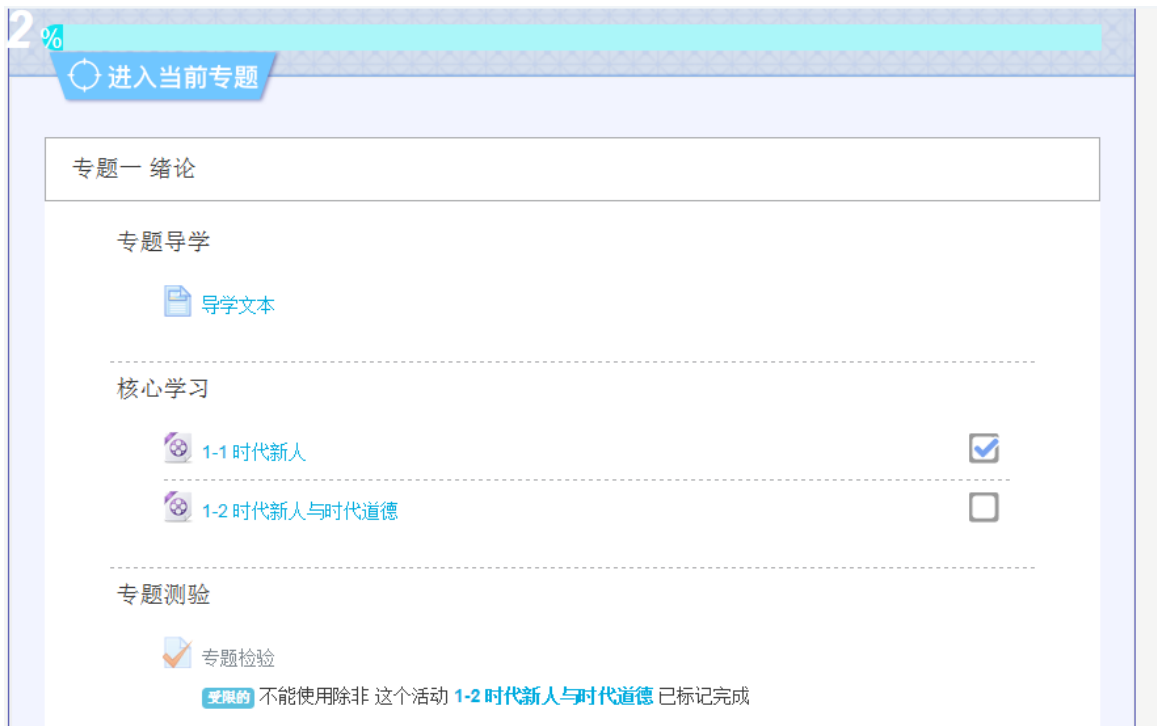 2%
进入当前专题
专题一 绪论
专题导学
导学文本
核心学习
1-1 时代新人
1-2 时代新人与时代道德
专题测验
专题检验
受限的 不能使用除非 这个活动 1-2 时代新人与时代道德 已标记完成